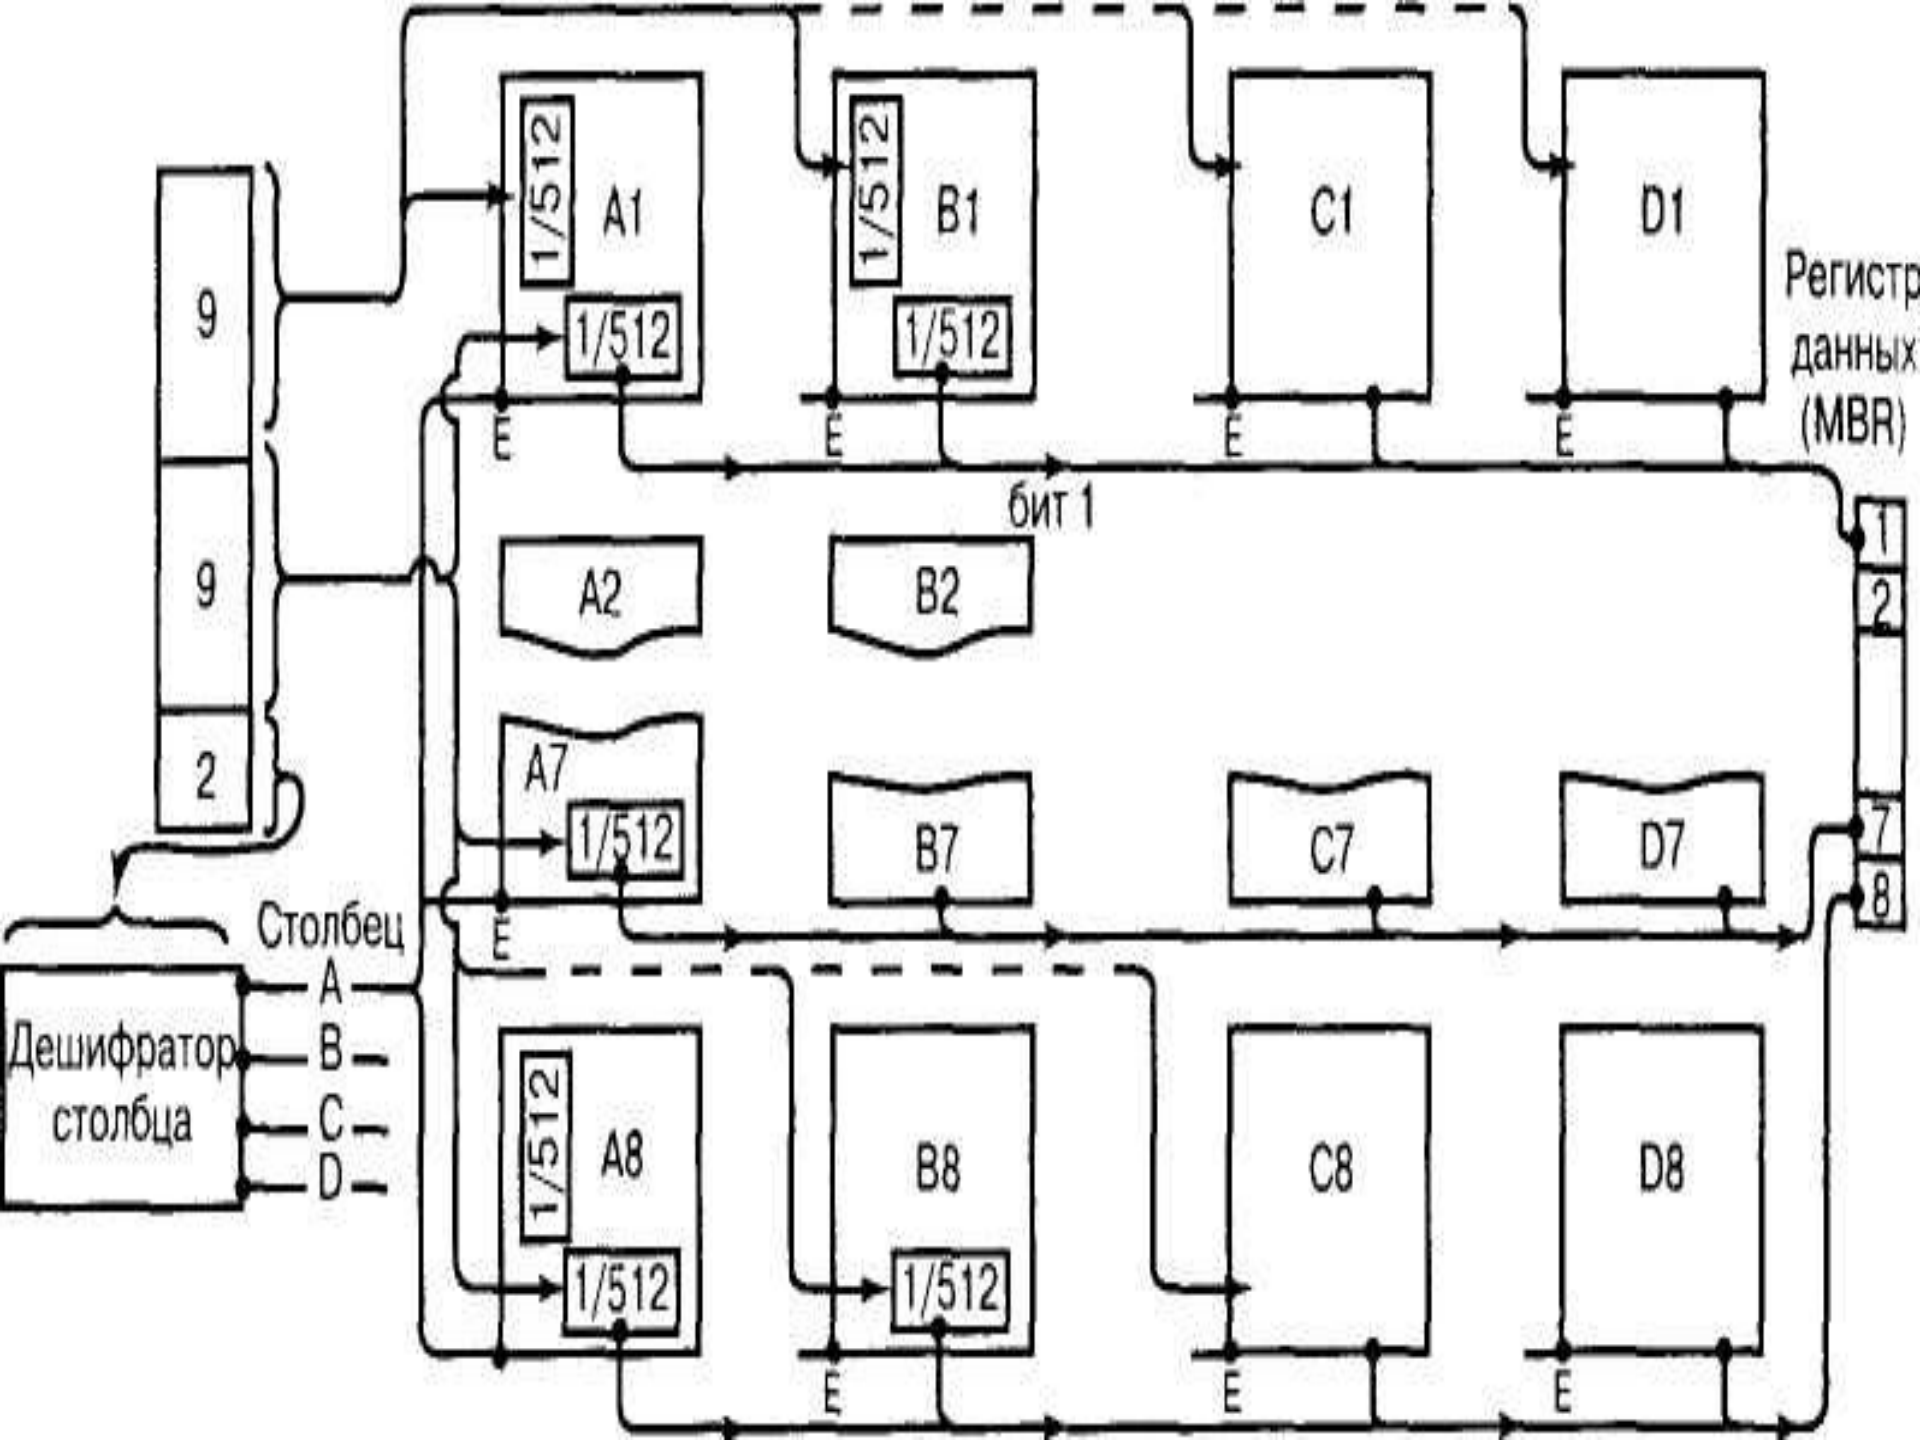 1/512
A1
1/512
1/512
B1
1/512
C1
D1
E
E
E
E
Регистр
данных
(MBR)
9
9
2
бит 1
1
2
7
8
A2
B2
A7
1/512
B7
C7
D7
E
Столбец
A
B
C
D
Дешифратор
столбца
1/512
A8
1/512
B8
1/512
C8
D8
E
E
E